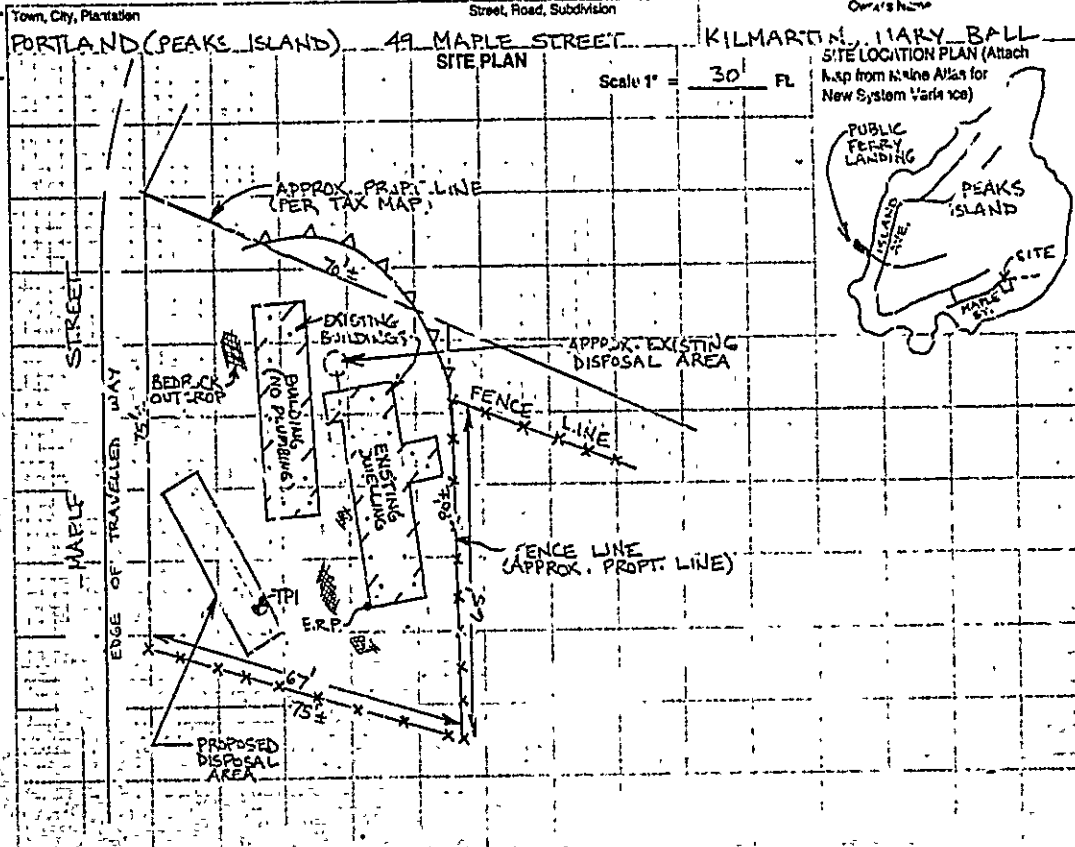 Town, City, Plantation
Street, Road, Subdivision
Owner's Name
PORTLAND (PEAKS ISLAND)
49 MAPLE STREET
KILMARTIN, MARY BALL
SITE PLAN
Scale 1" = 30' Ft.
SITE LOCATION PLAN (Attach
Map from Maine Atlas for
New System Variance)
PUBLIC
FERRY
LANDING
PEAKS
ISLAND
ISLAND
AVE.
SITE
MAPLE
ST.
APPROX. PROPT. LINE
(PER TAX MAP)
70'±
EXISTING
BUILDINGS
APPROX. EXISTING
DISPOSAL AREA
BEDROCK
OUTCROP
BUILDING
(NO PLUMBING)
EXISTING
DWELLING
FENCE
LINE
80'±
FENCE LINE
(APPROX. PROPT. LINE)
65'
MAPLE STREET
EDGE OF TRAVELLED WAY
75'±
TP1
E.R.P.
67'
75'±
PROPOSED
DISPOSAL
AREA